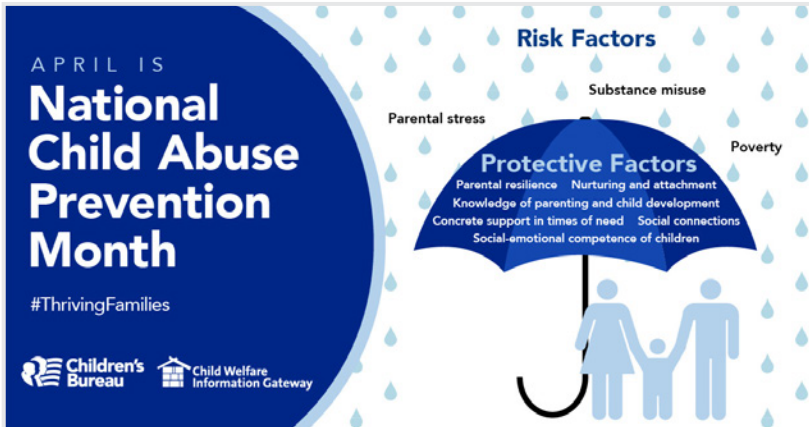 APRIL IS
National
Child Abuse
Prevention
Month
#ThrivingFamilies
Children's
Bureau
Child Welfare
Information Gateway
Risk Factors
Substance misuse
Parental stress
Poverty
Protective Factors
Parental resilience Nurturing and attachment
Knowledge of parenting and child development
Concrete support in times of need Social connections
Social-emotional competence of children